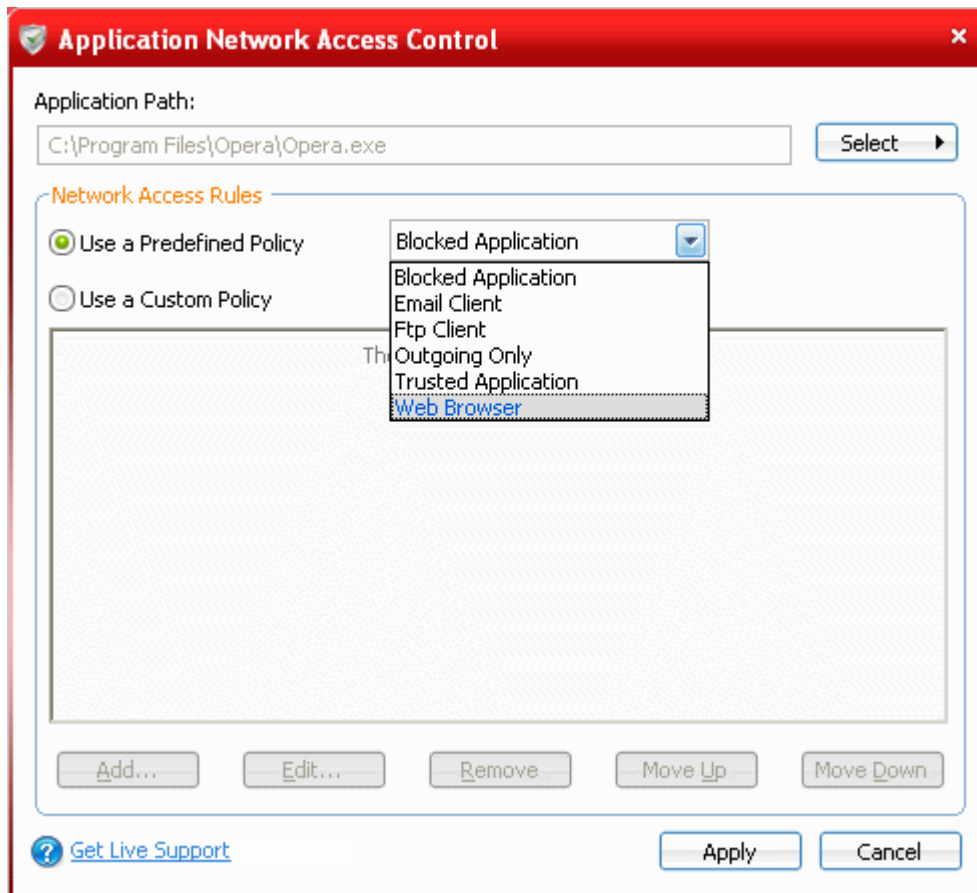 Application Network Access Control
Application Path:
C:\Program Files\Opera\Opera.exe
Select
Network Access Rules
Use a Predefined Policy
Blocked Application
Blocked Application
Email Client
Use a Custom Policy
Ftp Client
Outgoing Only
Trusted Application
Web Browser
Add...
Edit...
Remove
Move Up
Move Down
Get Live Support
Apply
Cancel